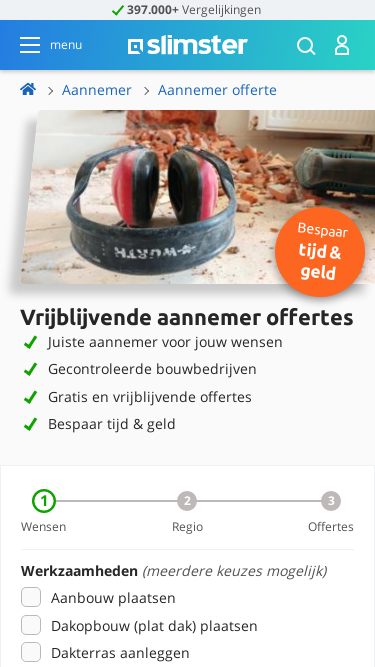 397.000+ Vergelijkingen
menu
slimster
Aannemer
Aannemer offerte
WÜRTH
Bespaar
tijd &
geld
Vrijblijvende aannemer offertes
Juiste aannemer voor jouw wensen
Gecontroleerde bouwbedrijven
Gratis en vrijblijvende offertes
Bespaar tijd & geld
1
2
3
Wensen
Regio
Offertes
Werkzaamheden (meerdere keuzes mogelijk)
Aanbouw plaatsen
Dakopbouw (plat dak) plaatsen
Dakterras aanleggen